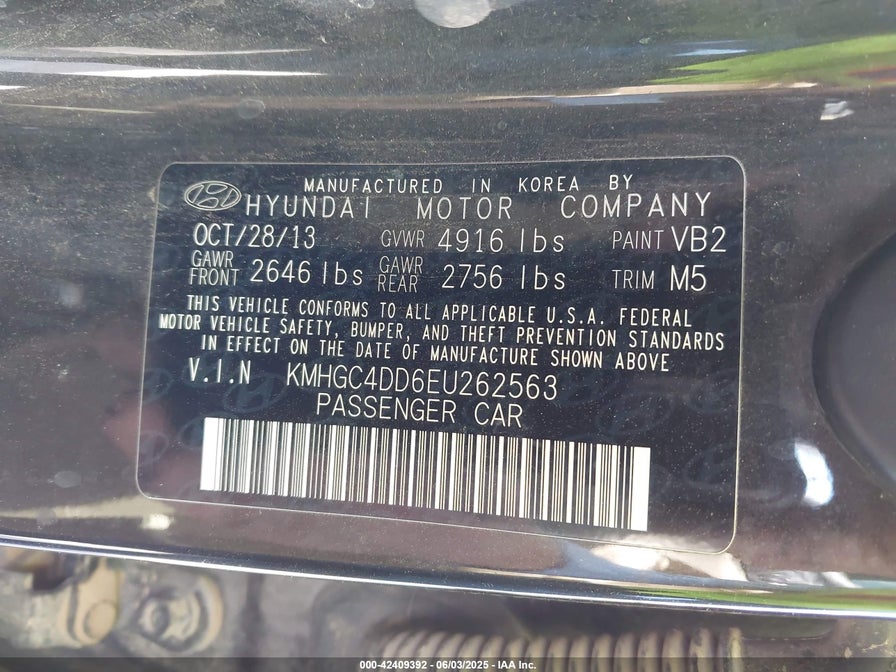 MANUFACTURED IN KOREA BY
HYUNDAI MOTOR COMPANY
OCT/28/13 GVWR 4916 lbs PAINT VB2
GAWR FRONT 2646 lbs GAWR REAR 2756 lbs TRIM M5
THIS VEHICLE CONFORMS TO ALL APPLICABLE U.S.A. FEDERAL
MOTOR VEHICLE SAFETY, BUMPER, AND THEFT PREVENTION STANDARDS
IN EFFECT ON THE DATE OF MANUFACTURE SHOWN ABOVE
V.I.N KMHGC4DD6EU262563
PASSENGER CAR
000-42409392 - 06/03/2025 - IAA Inc.